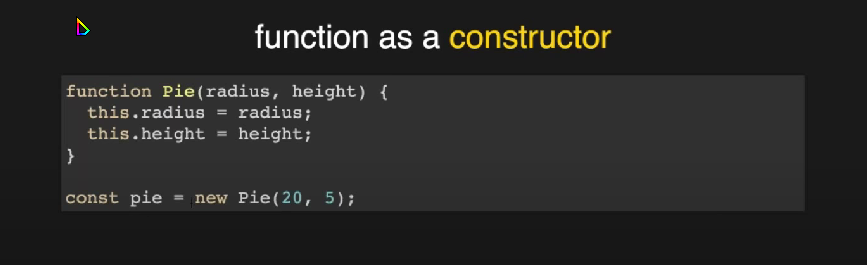 function as a constructor
function Pie(radius, height) {
  this.radius = radius;
  this.height = height;
}
const pie = new Pie(20, 5);